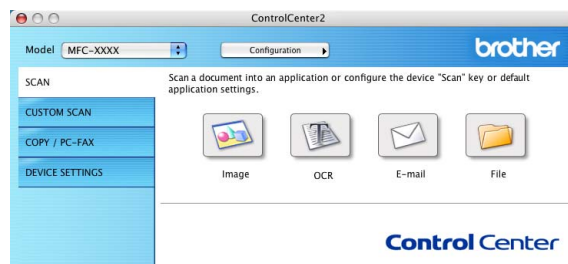 ControlCenter2
Model MFC-XXXX Configuration brother
SCAN
CUSTOM SCAN
COPY / PC-FAX
DEVICE SETTINGS
Scan a document into an application or configure the device "Scan" key or default
application settings.
Image OCR E-mail File
Control Center